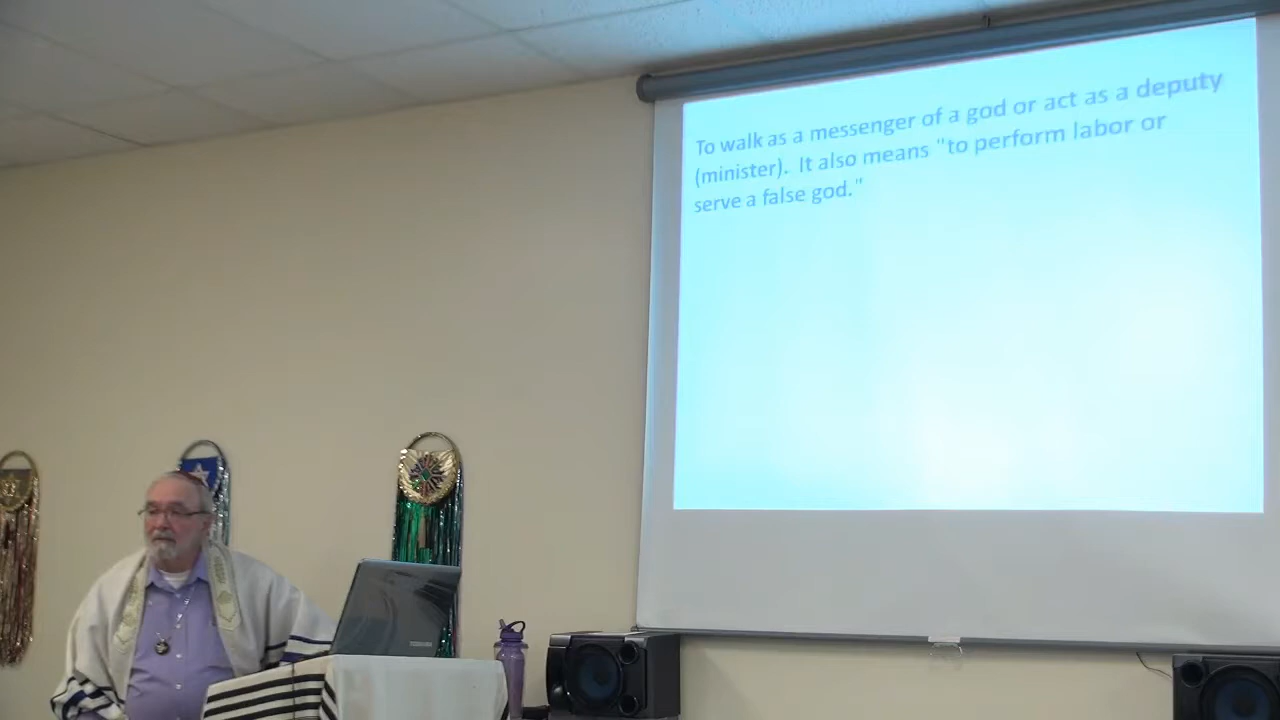 To walk as a messenger of a god or act as a deputy
(minister).  It also means "to perform labor or
serve a false god."